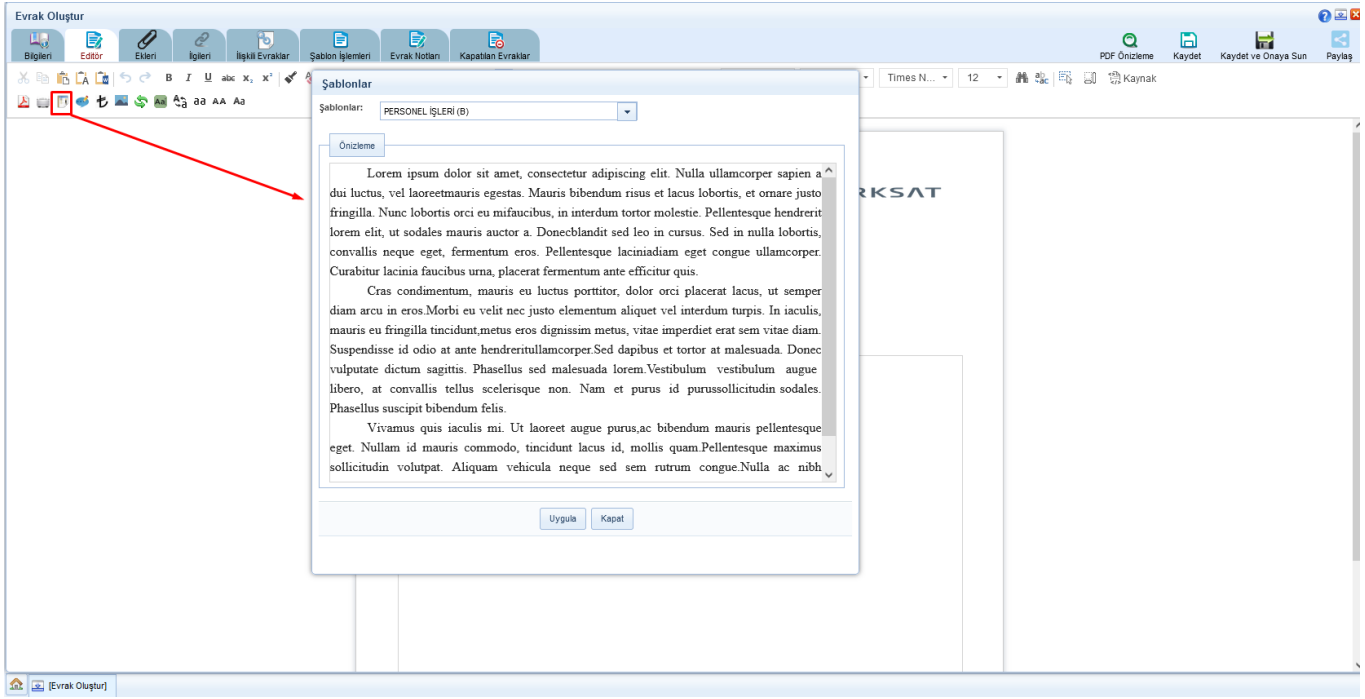 Evrak Oluştur
Bilgileri
Editör
Ekleri
İlgileri
İlişkili Evraklar
Şablon İşlemleri
Evrak Notları
Kapatılan Evraklar
PDF Önizleme
Kaydet
Kaydet ve Onaya Sun
Paylaş
B I U abc x₂ x² Times N... 12 Kaynak
aa AA Aa
Şablonlar
Şablonlar: PERSONEL İŞLERİ (B)
Önizleme
Lorem ipsum dolor sit amet, consectetur adipiscing elit. Nulla ullamcorper sapien a
dui luctus, vel laoreetmauris egestas. Mauris bibendum risus et lacus lobortis, et ornare justo
fringilla. Nunc lobortis orci eu mifaucibus, in interdum tortor molestie. Pellentesque hendrerit
lorem elit, ut sodales mauris auctor a. Donecblandit sed leo in cursus. Sed in nulla lobortis,
convallis neque eget, fermentum eros. Pellentesque laciniadiam eget congue ullamcorper.
Curabitur lacinia faucibus urna, placerat fermentum ante efficitur quis.
Cras condimentum, mauris eu luctus porttitor, dolor orci placerat lacus, ut semper
diam arcu in eros.Morbi eu velit nec justo elementum aliquet vel interdum turpis. In iaculis,
mauris eu fringilla tincidunt,metus eros dignissim metus, vitae imperdiet erat sem vitae diam.
Suspendisse id odio at ante hendreritullamcorper.Sed dapibus et tortor at malesuada. Donec
vulputate dictum sagittis. Phasellus sed malesuada lorem.Vestibulum vestibulum augue
libero, at convallis tellus scelerisque non. Nam et purus id purussollicitudin sodales.
Phasellus suscipit bibendum felis.
Vivamus quis iaculis mi. Ut laoreet augue purus,ac bibendum mauris pellentesque
eget. Nullam id mauris commodo, tincidunt lacus id, mollis quam.Pellentesque maximus
sollicitudin volutpat. Aliquam vehicula neque sed sem rutrum congue.Nulla ac nibh
RKSAT
Uygula
Kapat
[Evrak Oluştur]